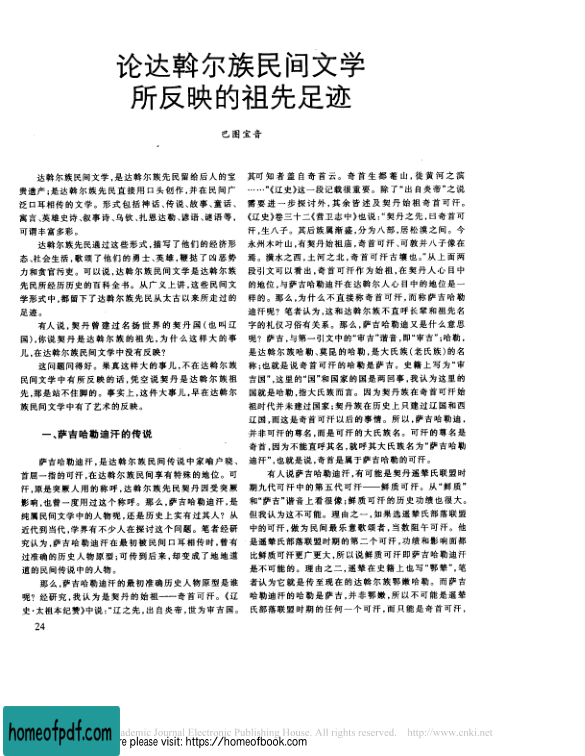 论达斡尔族民间文学
所反映的祖先足迹
巴图宝音
达斡尔族民间文学,是达斡尔族先民留给后人的宝
贵遗产;是达斡尔族先民直接用口头创作,并在民间广
泛口耳相传的文学。形式包括神话、传说、故事、童话、
寓言、英雄史诗、叙事诗、乌钦、扎恩达勒、谚语、谜语等,
可谓丰富多彩。
达斡尔族先民通过这些形式,描写了他们的经济形
态、社会生活,歌颂了他们的勇士、英雄,鞭挞了凶恶势
力和贪官污吏。可以说,达斡尔族民间文学是达斡尔族
先民所经历历史的百科全书。从广义上讲,这些民间文
学形式中,都留下了达斡尔族先民从太古以来所走过的
足迹。
有人说,契丹曾建过名扬世界的契丹国(也叫辽
国),你说契丹是达斡尔族的祖先,为什么这样大的事
儿,在达斡尔族民间文学中没有反映?
这问题问得好。果真这样大的事儿,不在达斡尔族
民间文学中有所反映的话,凭空说契丹是达斡尔族祖
先,那是站不住脚的。事实上,这件大事儿,早在达斡尔
族民间文学中有了艺术的反映。
一、萨吉哈勒迪汗的传说
萨吉哈勒迪汗,是达斡尔族民间传说中家喻户晓、
首屈一指的可汗,在达斡尔族民间享有特殊的地位。可
汗,原是突厥人用的称呼,达斡尔族先民契丹因受突厥
影响,也曾一度用过这个称呼。那么,萨吉哈勒迪汗,是
纯属民间文学中的人物呢,还是历史上实有过其人?从
近代到当代,学界有不少人在探讨这个问题。笔者经研
究认为,萨吉哈勒迪汗在最初被民间口耳相传时,曾有
过准确的历史人物原型;可传到后来,却变成了地地道
道的民间传说中的人物。
那么,萨吉哈勒迪汗的最初准确历史人物原型是谁
呢?经研究,我认为是契丹的始祖——奇首可汗。《辽
史·太祖本纪赞》中说:“辽之先,出自炎帝,世为审吉国。
其可知者盖自奇首云。奇首生都菴山,徙黄河之滨
……”《辽史》这一段记载很重要。除了“出自炎帝”之说
需要进一步探讨外,其余皆述及契丹始祖奇首可汗。
《辽史》卷三十二《营卫志中》也说:“契丹之先,曰奇首可
汗,生八子。其后族属渐盛,分为八部,居松漠之间。今
永州木叶山,有契丹始祖庙,奇首可汗、可敦并八子像在
焉。潢水之西,土河之北,奇首可汗古壤也。”从上面两
段引文可以看出,奇首可汗作为始祖,在契丹人心目中
的地位,与萨吉哈勒迪汗在达斡尔人心目中的地位是一
样的。那么,为什么不直接称奇首可汗,而称萨吉哈勒
迪汗呢?笔者认为,这和达斡尔族不直呼长辈和祖先名
字的礼仪习俗有关系。那么,萨吉哈勒迪又是什么意思
呢?萨吉,与第一引文中的“审吉”谐音,即“审吉”;哈勒,
是达斡尔族哈勒、莫昆的哈勒,是大氏族(老氏族)的名
称;也就是说奇首可汗的哈勒是萨吉。史籍上写为“审
吉国”,这里的“国”和国家的国是两回事,我认为这里的
国就是哈勒,指大氏族而言。因为契丹族在奇首可汗始
祖时代并未建过国家;契丹族在历史上只建过辽国和西
辽国,而这是奇首可汗以后的事情。所以,萨吉哈勒迪,
并非可汗的尊名,而是可汗的大氏族名。可汗的尊名是
奇首,因为不能直呼其名,就呼其大氏族名为“萨吉哈勒
迪汗”,也就是说,奇首是属于萨吉哈勒的可汗。
有人说萨吉哈勒迪汗,有可能是契丹遥辇氏联盟时
期九代可汗中的第五代可汗——鲜质可汗。从“鲜质”
和“萨吉”谐音上看很像;鲜质可汗的历史功绩也很大。
但我认为这不可能。理由之一,如果选遥辇氏部落联盟
中的可汗,做为民间最乐意歌颂者,当数阻午可汗。他
是遥辇氏部落联盟时期的第二个可汗,功绩和影响面都
比鲜质可汗更广更大,所以说鲜质可汗即萨吉哈勒迪汗
是不可能的。理由之二,遥辇在史籍上也写“鄂辇”,笔
者认为它就是传至现在的达斡尔族鄂嫩哈勒。而萨吉
哈勒迪汗的哈勒是萨吉,并非鄂嫩,所以不可能是遥辇
氏部落联盟时期的任何一个可汗,而只能是奇首可汗,
24
homeofpdf.com
ademic Journal Electronic Publishing House. All rights reserved. http://www.cnki.net
re please visit: https://homeofbook.com